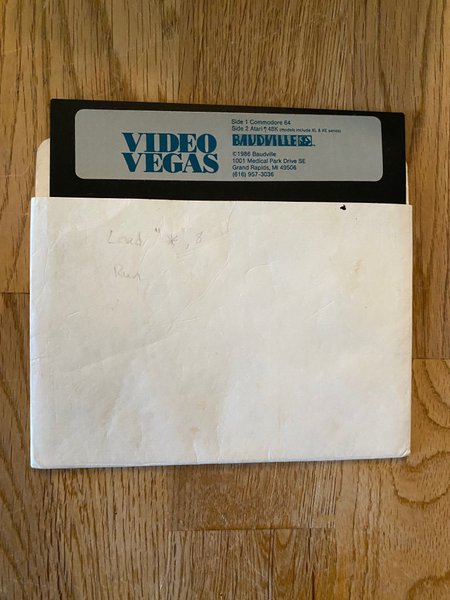 VIDEO
VEGAS
Side 1 Commodore 64
Side 2 Atari® 48K (models include XL & XE series)
BAUDVILLE
©1986 Baudville
1001 Medical Park Drive SE
Grand Rapids, MI 49506
(616) 957-3036
Load "*",8
Run